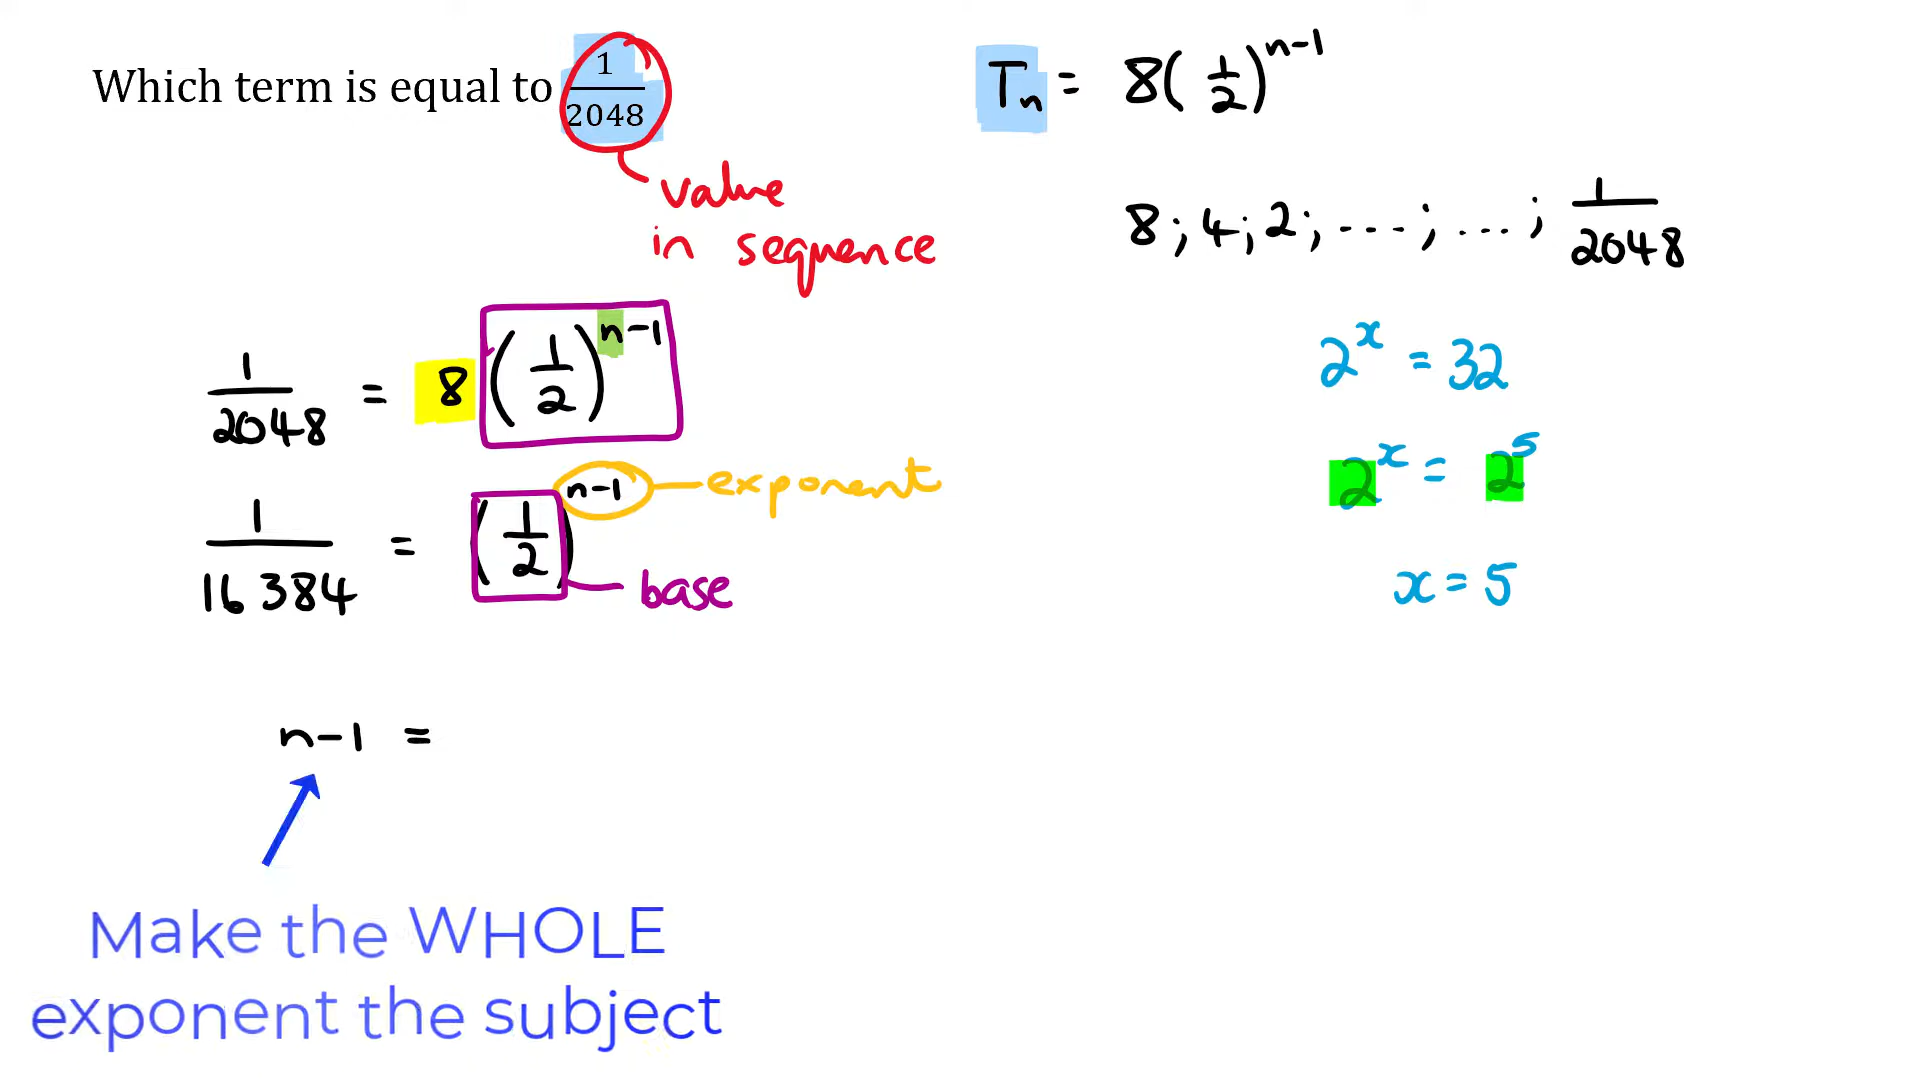 Which term is equal to 1/2048
value
in sequence
1/2048 = 8(1/2)^(n-1)
1/16 384 = (1/2)^(n-1)
exponent
base
n-1 =
Make the WHOLE
exponent the subject
Tₙ = 8(1/2)^(n-1)
8; 4; 2; ...; ...; 1/2048
2^x = 32
2^x = 2^5
x = 5